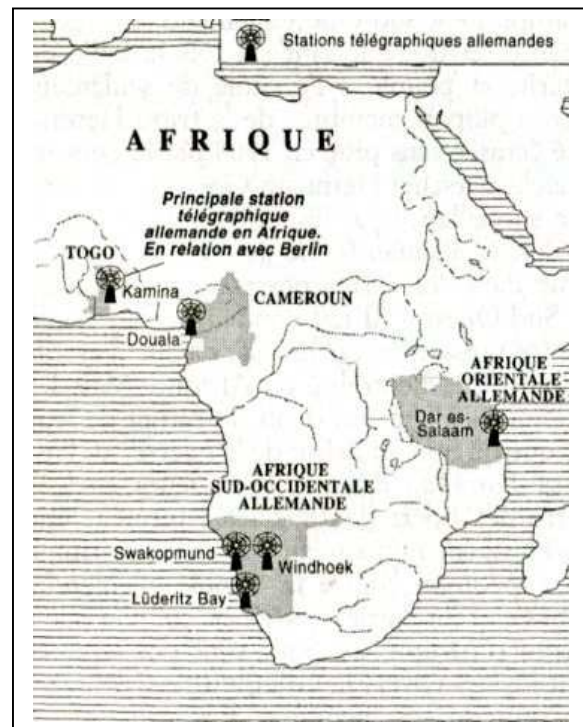 Stations télégraphiques allemandes
AFRIQUE
Principale station
télégraphique
allemande en Afrique.
En relation avec Berlin
TOGO
Kamina
CAMEROUN
Douala
AFRIQUE
ORIENTALE
ALLEMANDE
Dar es-
Salaam
AFRIQUE
SUD-OCCIDENTALE
ALLEMANDE
Swakopmund
Windhoek
Lüderitz Bay